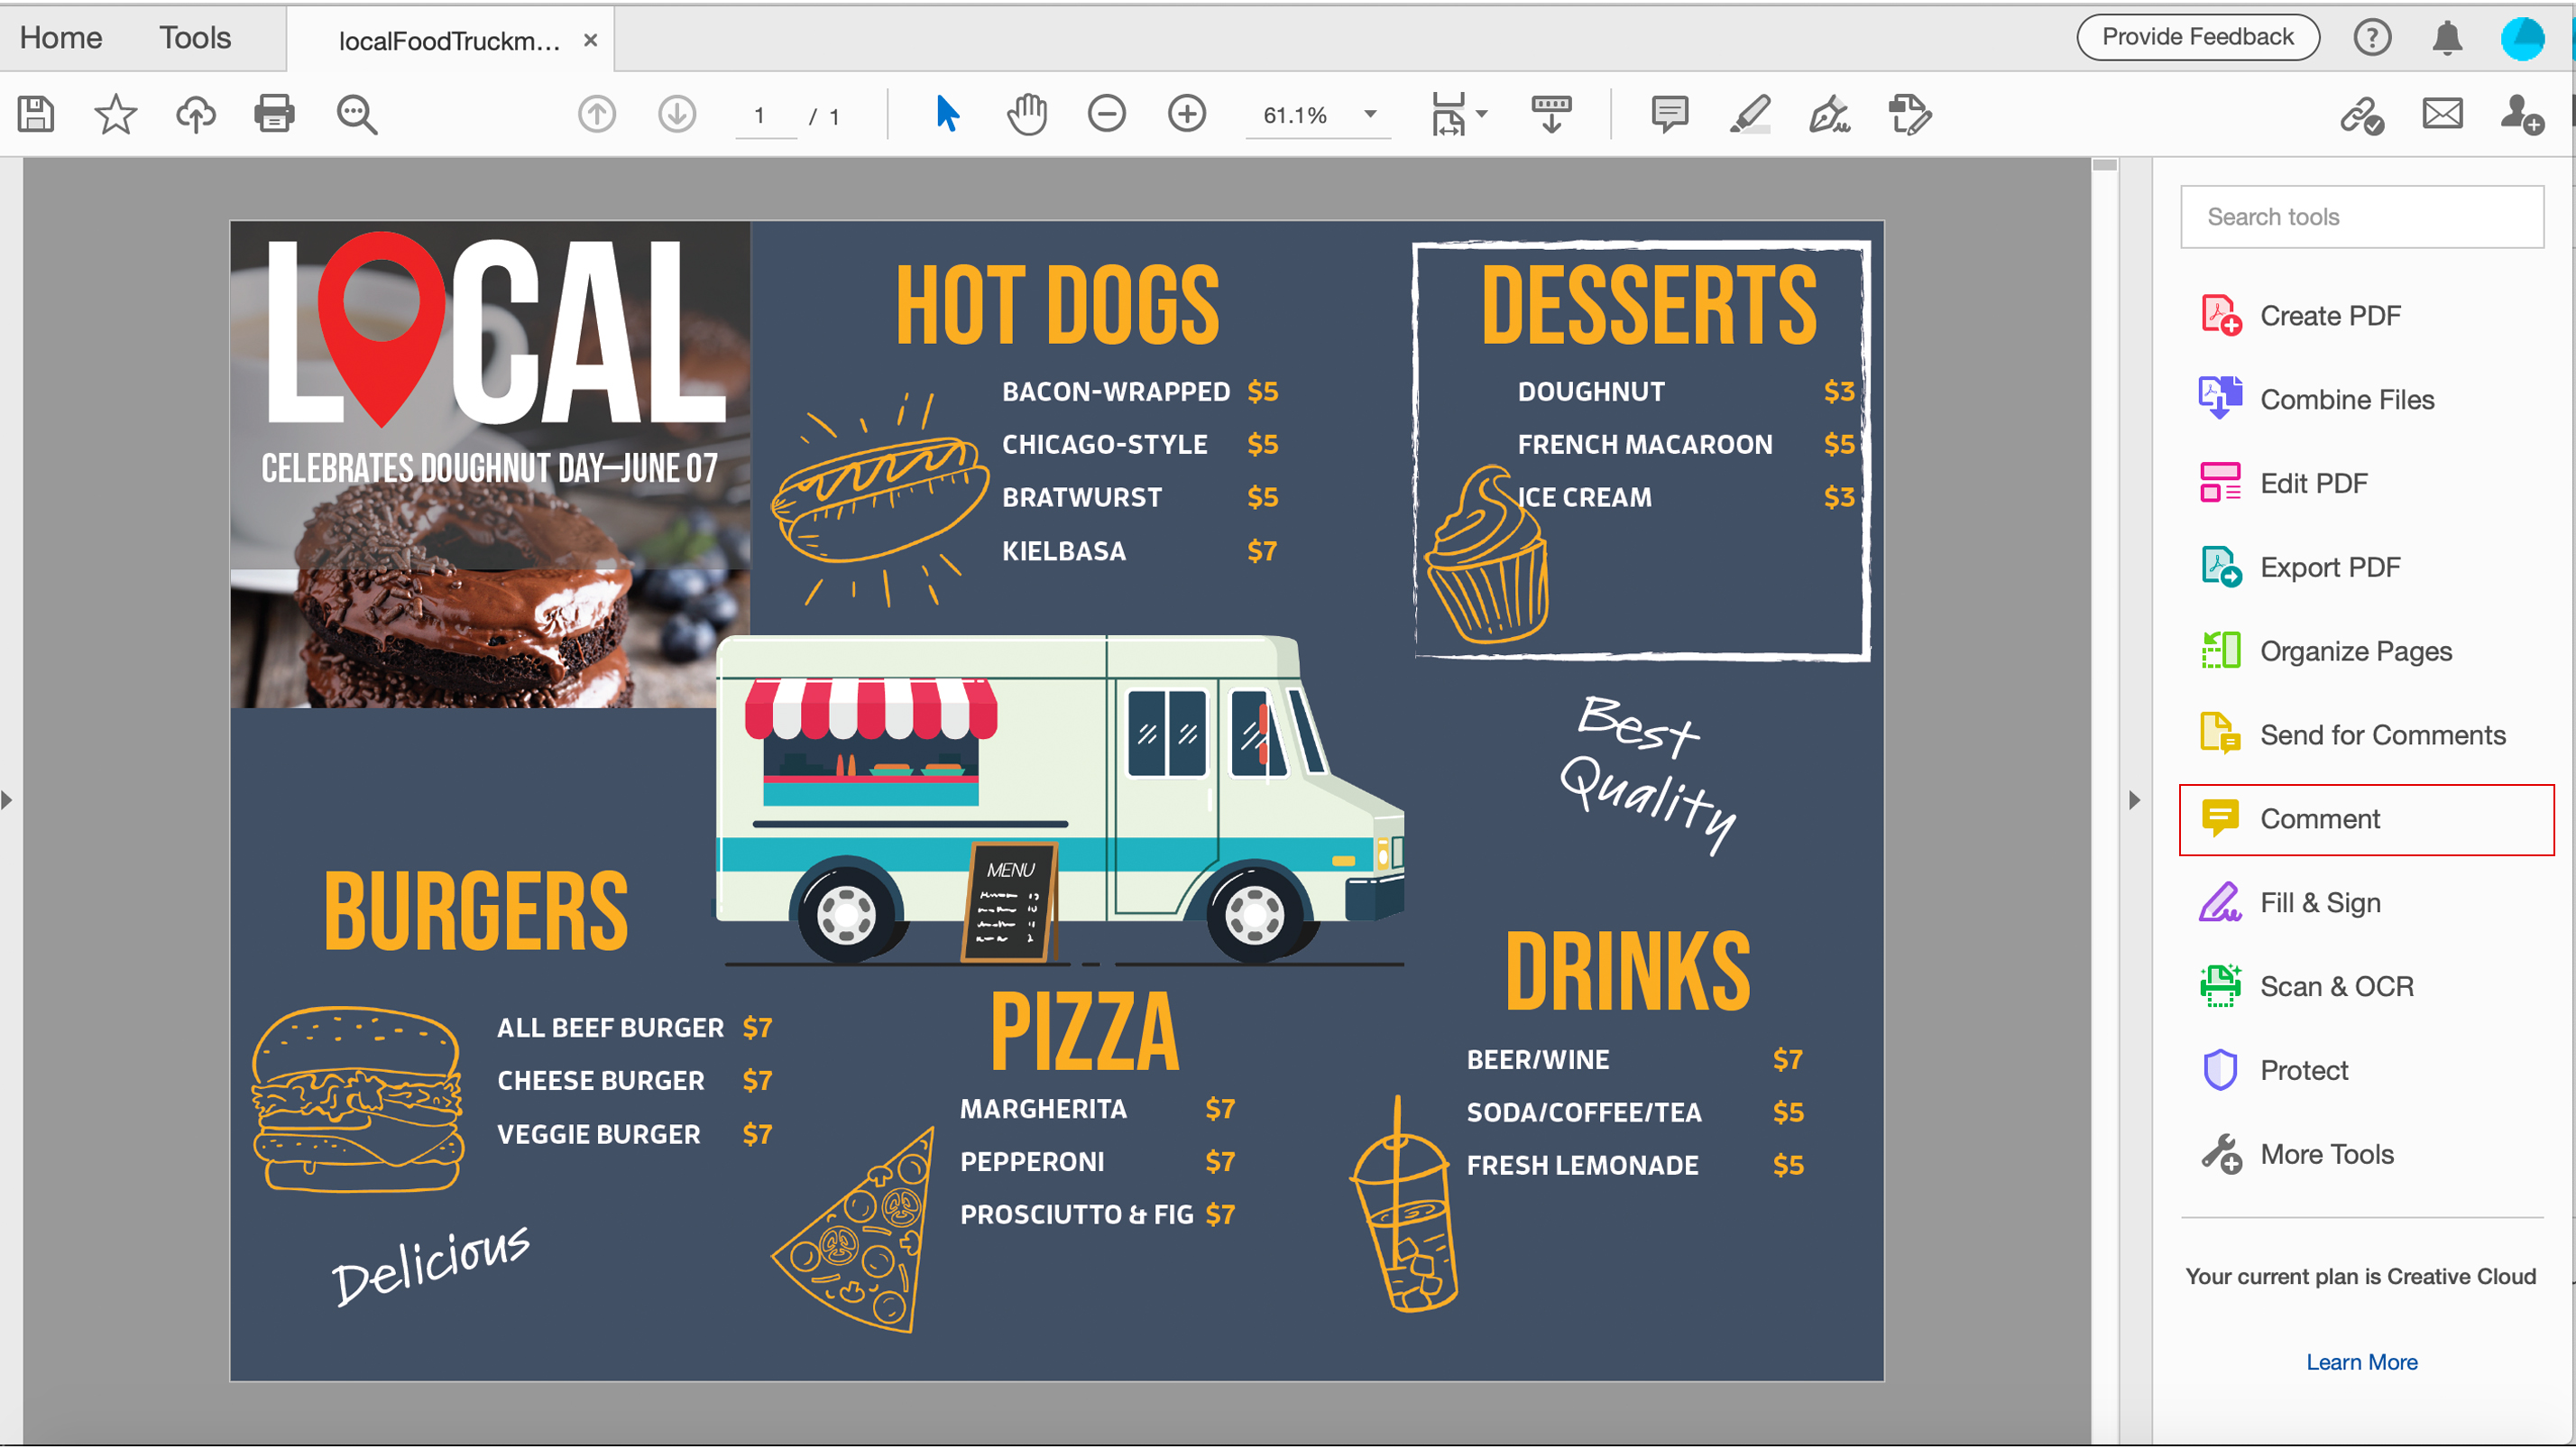 Home Tools localFoodTruckm... × Provide Feedback ?
1 / 1 61.1%
LOCAL
CELEBRATES DOUGHNUT DAY—JUNE 07
HOT DOGS
BACON-WRAPPED $5
CHICAGO-STYLE $5
BRATWURST $5
KIELBASA $7
DESSERTS
DOUGHNUT $3
FRENCH MACAROON $5
ICE CREAM $3
Best
Quality
MENU
BURGERS
ALL BEEF BURGER $7
CHEESE BURGER $7
VEGGIE BURGER $7
Delicious
PIZZA
MARGHERITA $7
PEPPERONI $7
PROSCIUTTO & FIG $7
DRINKS
BEER/WINE $7
SODA/COFFEE/TEA $5
FRESH LEMONADE $5
Search tools
Create PDF
Combine Files
Edit PDF
Export PDF
Organize Pages
Send for Comments
Comment
Fill & Sign
Scan & OCR
Protect
More Tools
Your current plan is Creative Cloud
Learn More